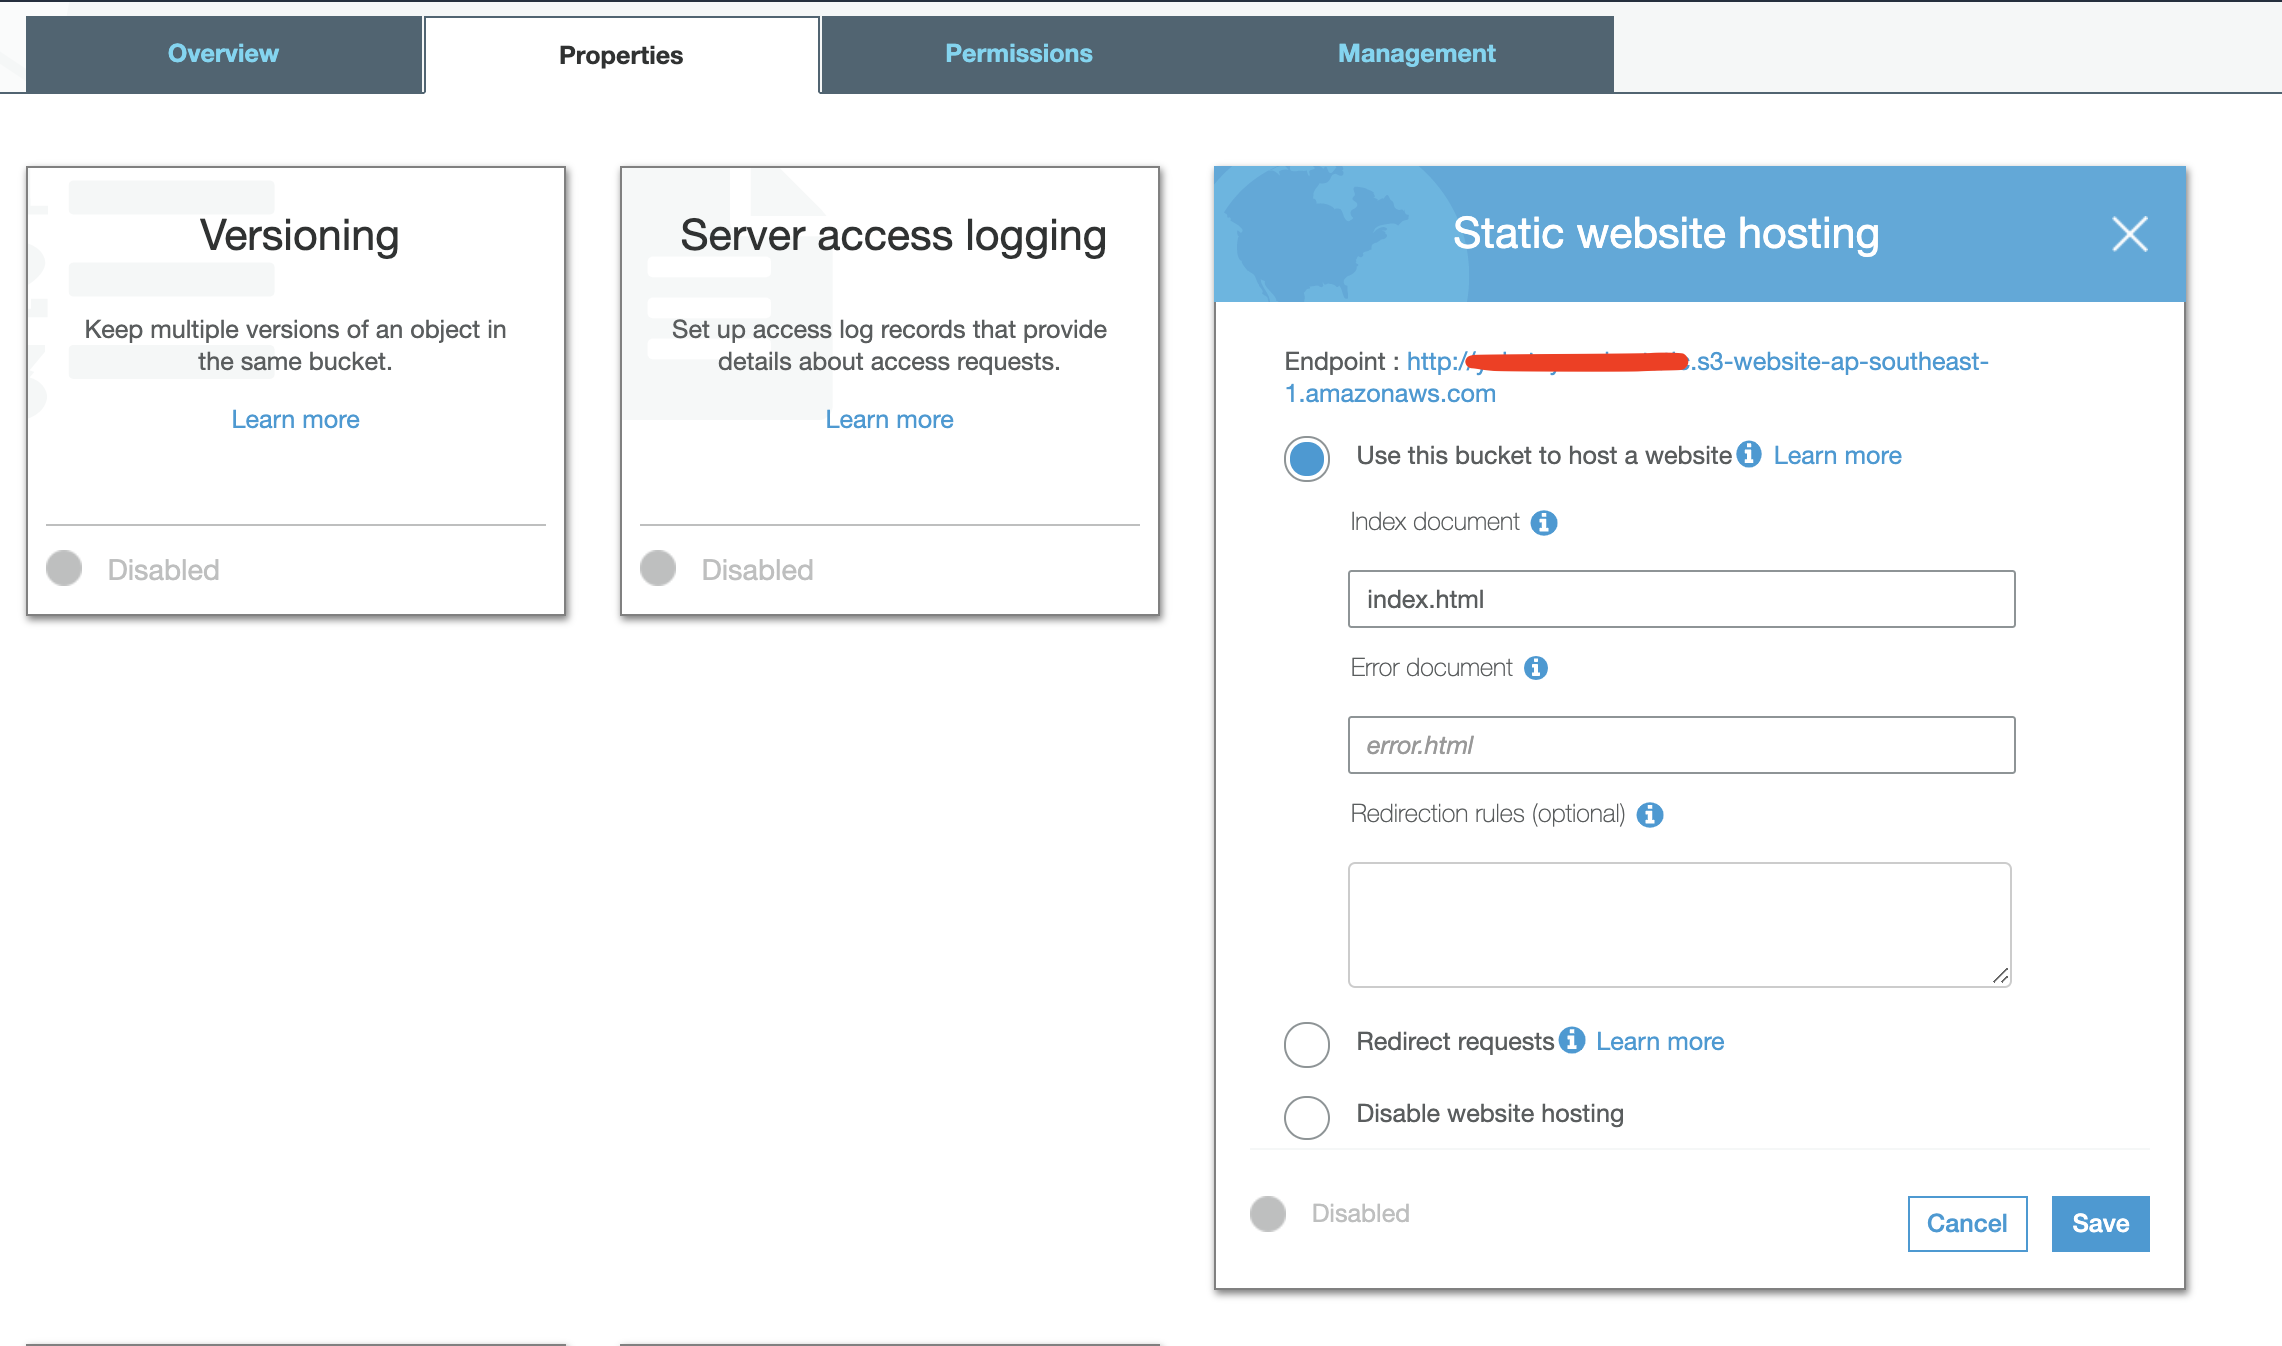 Overview
Properties
Permissions
Management
Versioning
Keep multiple versions of an object in
the same bucket.
Learn more
Disabled
Server access logging
Set up access log records that provide
details about access requests.
Learn more
Disabled
Static website hosting
Endpoint : http:// .s3-website-ap-southeast-
1.amazonaws.com
Use this bucket to host a website Learn more
Index document
index.html
Error document
error.html
Redirection rules (optional)
Redirect requests Learn more
Disable website hosting
Disabled
Cancel
Save